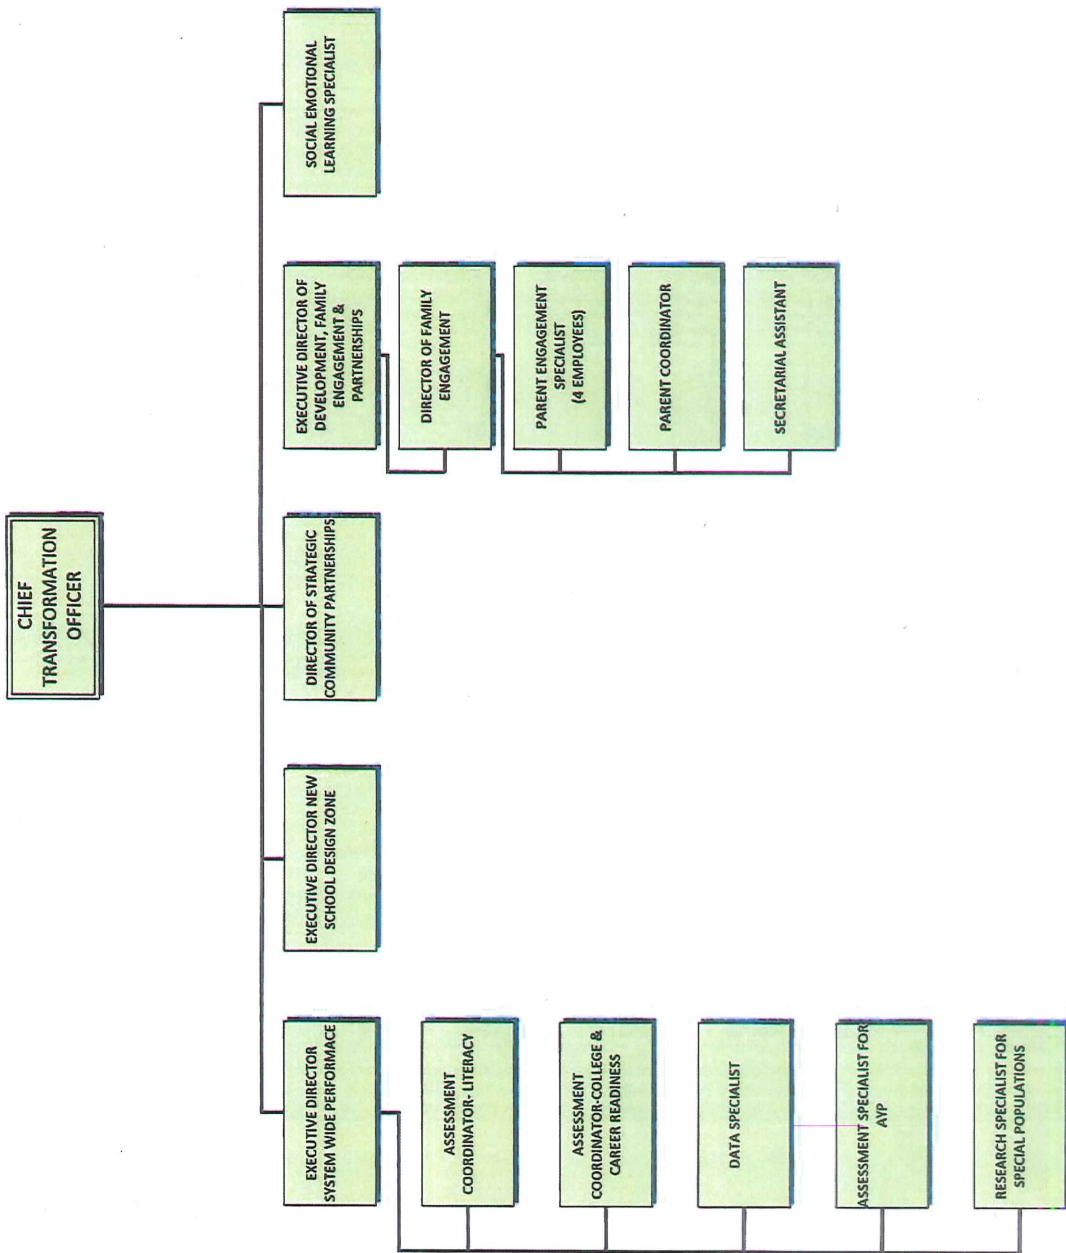 CHIEF
TRANSFORMATION
OFFICER
EXECUTIVE DIRECTOR
SYSTEM WIDE PERFORMACE
ASSESSMENT
COORDINATOR- LITERACY
ASSESSMENT
COORDINATOR-COLLEGE &
CAREER READINESS
DATA SPECIALIST
ASSESSMENT SPECIALIST FOR
AYP
RESEARCH SPECIALIST FOR
SPECIAL POPULATIONS
EXECUTIVE DIRECTOR NEW
SCHOOL DESIGN ZONE
DIRECTOR OF STRATEGIC
COMMUNITY PARTNERSHIPS
EXECUTIVE DIRECTOR OF
DEVELOPMENT, FAMILY
ENGAGEMENT &
PARTNERSHIPS
DIRECTOR OF FAMILY
ENGAGEMENT
PARENT ENGAGEMENT
SPECIALIST
(4 EMPLOYEES)
PARENT COORDINATOR
SECRETARIAL ASSISTANT
SOCIAL EMOTIONAL
LEARNING SPECIALIST